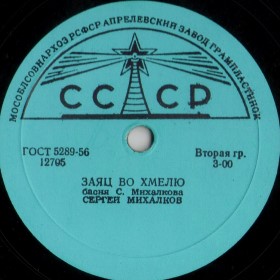 МОСОБЛСОВНАРХОЗ РСФСР АПРЕЛЕВСКИЙ ЗАВОД ГРАМПЛАСТИНОК
СССР
ГОСТ 5289-56 Вторая гр.
12705 3-00
ЗАЯЦ ВО ХМЕЛЮ
басня С. Михалкова
СЕРГЕЙ МИХАЛКОВ